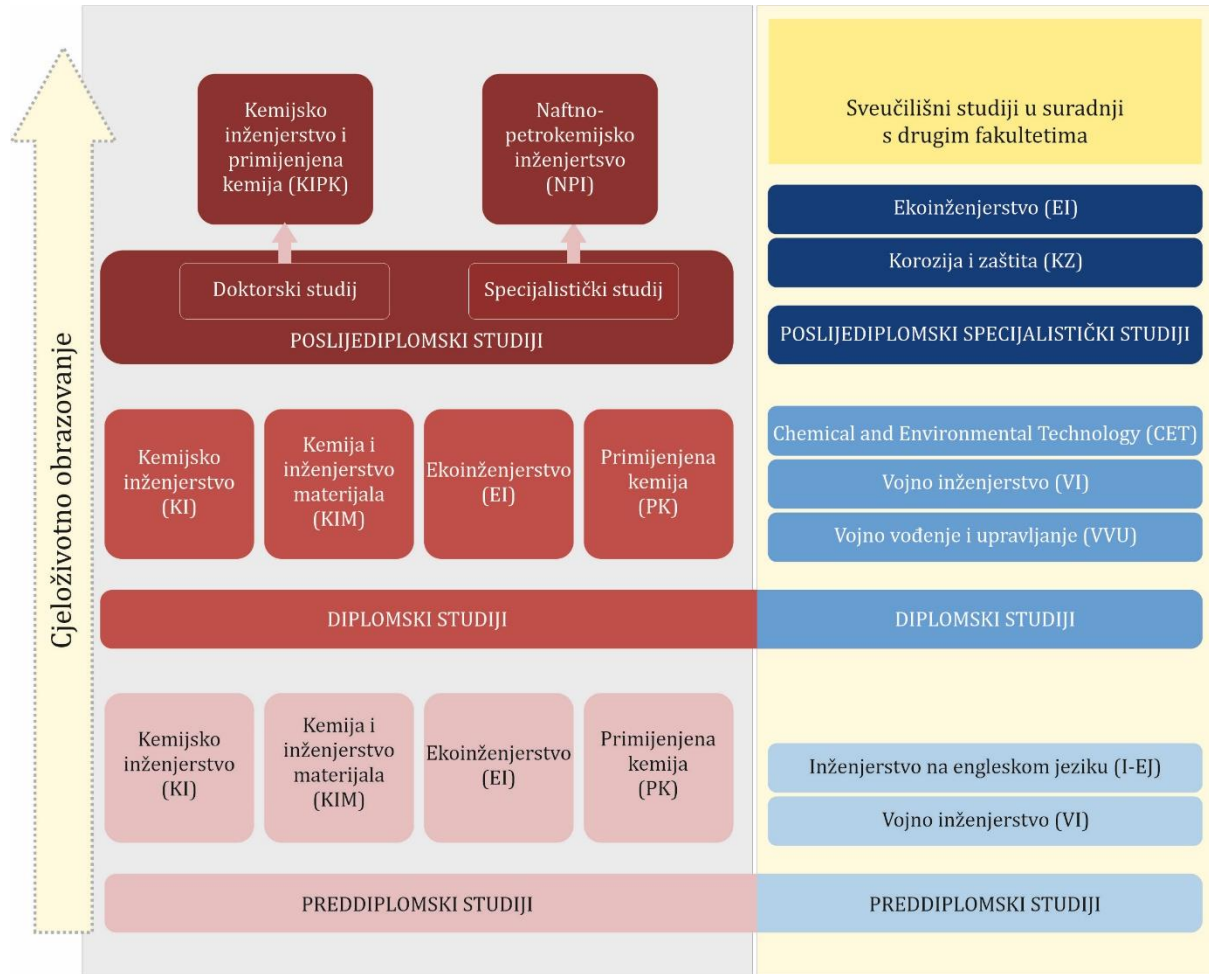 Cjeloživotno obrazovanje
Kemijsko
inženjerstvo i
primijenjena
kemija (KIPK)
Naftno-
petrokemijsko
inženjertsvo
(NPI)
Doktorski studij
Specijalistički studij
POSLIJEDIPLOMSKI STUDIJI
Kemijsko
inženjerstvo
(KI)
Kemija i
inženjerstvo
materijala
(KIM)
Ekoinženjerstvo
(EI)
Primijenjena
kemija
(PK)
DIPLOMSKI STUDIJI
Kemijsko
inženjerstvo
(KI)
Kemija i
inženjerstvo
materijala
(KIM)
Ekoinženjerstvo
(EI)
Primijenjena
kemija
(PK)
PREDDIPLOMSKI STUDIJI
Sveučilišni studiji u suradnji
s drugim fakultetima
Ekoinženjerstvo (EI)
Korozija i zaštita (KZ)
POSLIJEDIPLOMSKI SPECIJALISTIČKI STUDIJI
Chemical and Environmental Technology (CET)
Vojno inženjerstvo (VI)
Vojno vođenje i upravljanje (VVU)
DIPLOMSKI STUDIJI
Inženjerstvo na engleskom jeziku (I-EJ)
Vojno inženjerstvo (VI)
PREDDIPLOMSKI STUDIJI